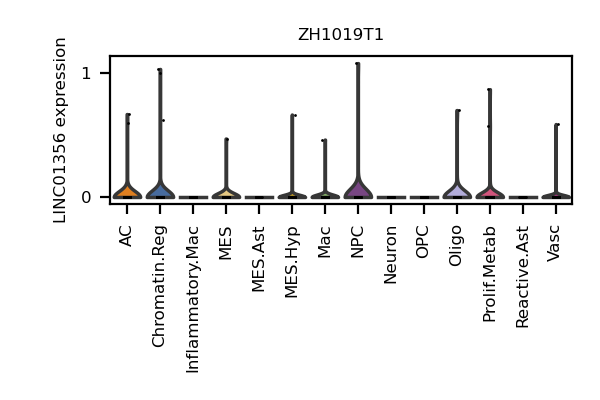 ZH1019T1
LINC01356 expression
1
0
AC
Chromatin.Reg
Inflammatory.Mac
MES
MES.Ast
MES.Hyp
Mac
NPC
Neuron
OPC
Oligo
Prolif.Metab
Reactive.Ast
Vasc